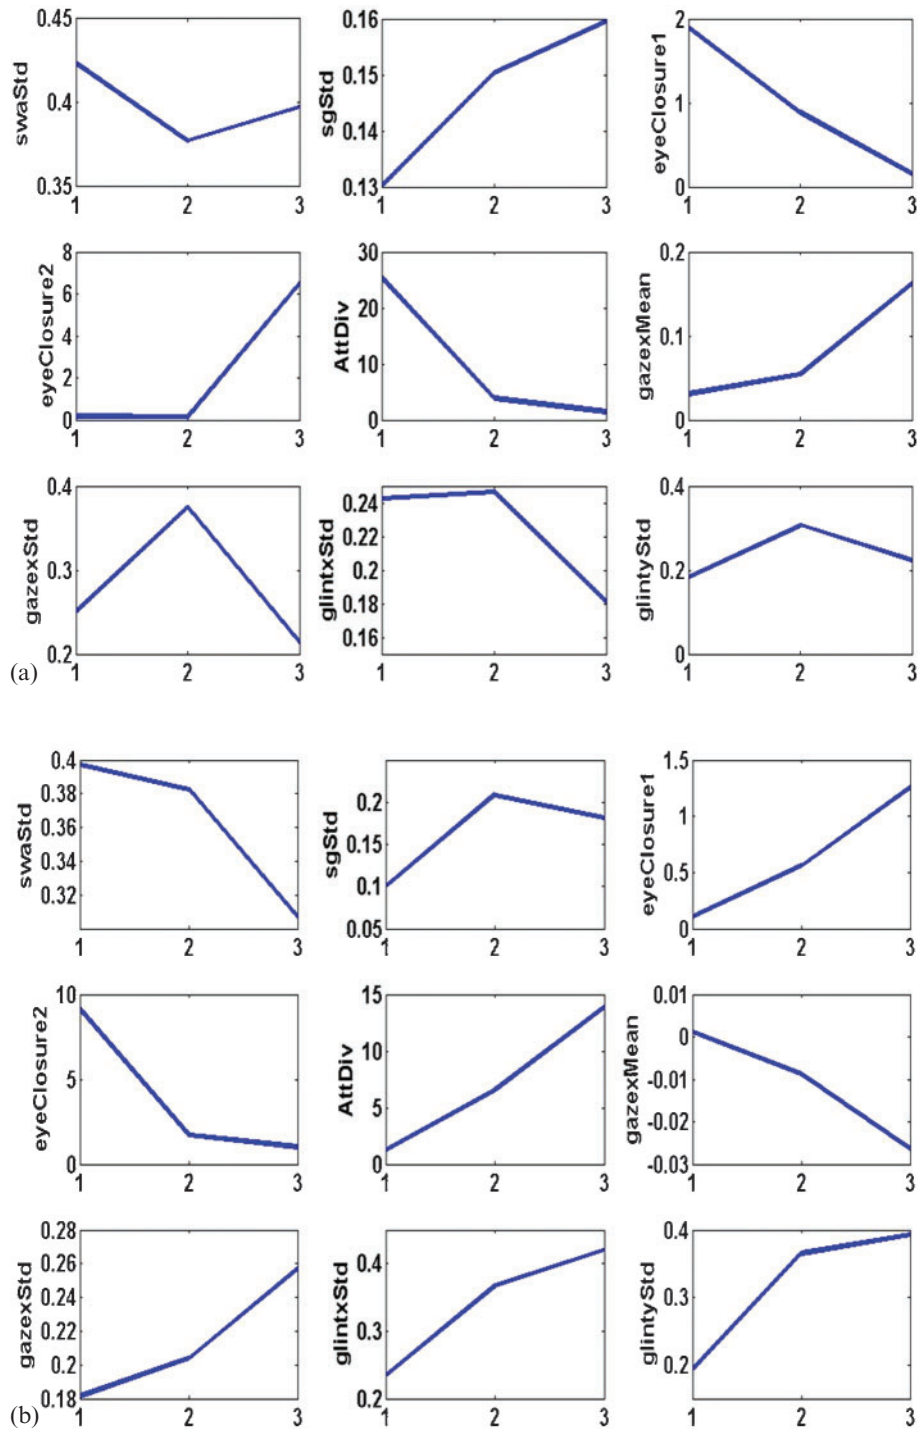 0.45 0.4 0.35 swaStd 1 2 3
0.16 0.15 0.14 0.13 sgStd 1 2 3
2 1 0 eyeClosure1 1 2 3
8 6 4 2 0 eyeClosure2 1 2 3
30 20 10 0 AttDiv 1 2 3
0.2 0.1 0 gazexMean 1 2 3
0.4 0.3 0.2 gazexStd 1 2 3
0.24 0.22 0.2 0.18 0.16 glintxStd 1 2 3
0.4 0.2 0 glintyStd 1 2 3
(a)
0.4 0.38 0.36 0.34 0.32 swaStd 1 2 3
0.2 0.15 0.1 0.05 sgStd 1 2 3
1.5 1 0.5 0 eyeClosure1 1 2 3
10 5 0 eyeClosure2 1 2 3
15 10 5 0 AttDiv 1 2 3
0.01 0 -0.01 -0.02 -0.03 gazexMean 1 2 3
0.28 0.26 0.24 0.22 0.2 0.18 gazexStd 1 2 3
0.4 0.3 0.2 glintxStd 1 2 3
0.4 0.3 0.2 glintyStd 1 2 3
(b)